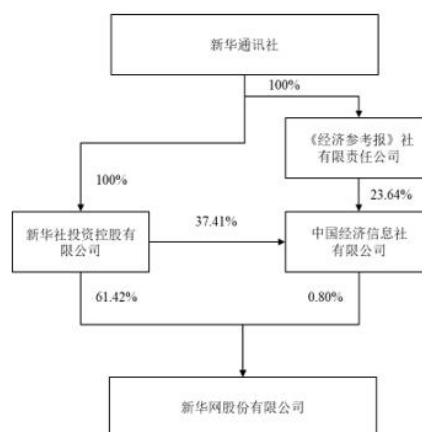 新华通讯社
100%
《经济参考报》社
有限责任公司
100%
23.64%
新华社投资控股有
限公司
37.41%
中国经济信息社
有限公司
61.42%
0.80%
新华网股份有限公司